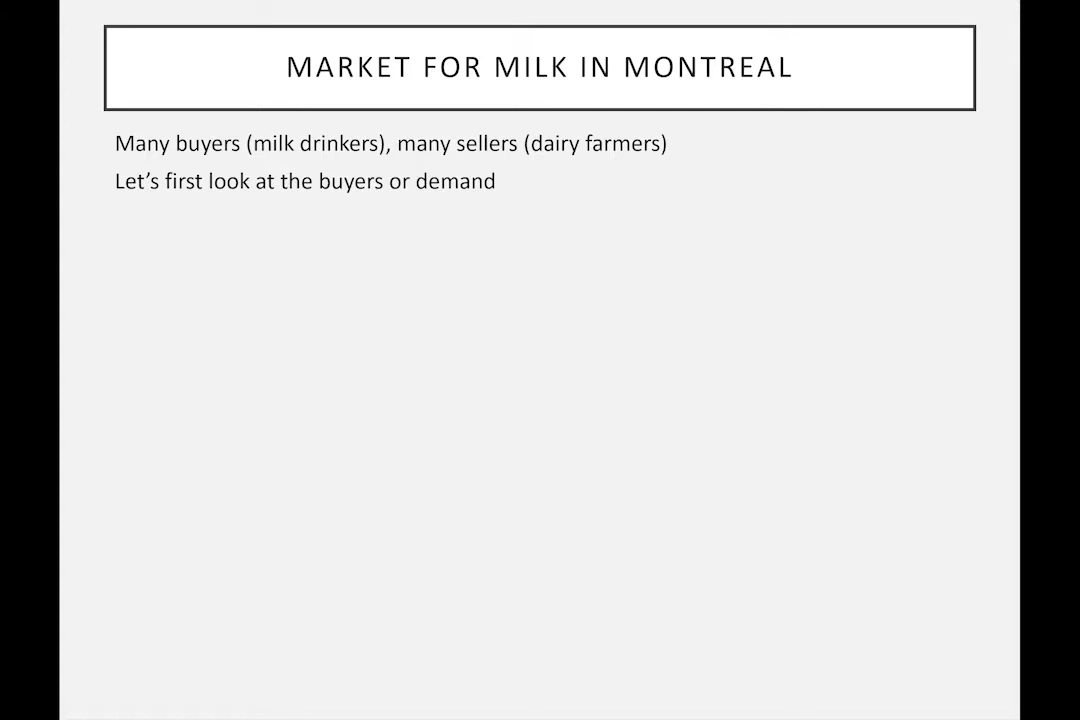 MARKET FOR MILK IN MONTREAL
Many buyers (milk drinkers), many sellers (dairy farmers)
Let’s first look at the buyers or demand